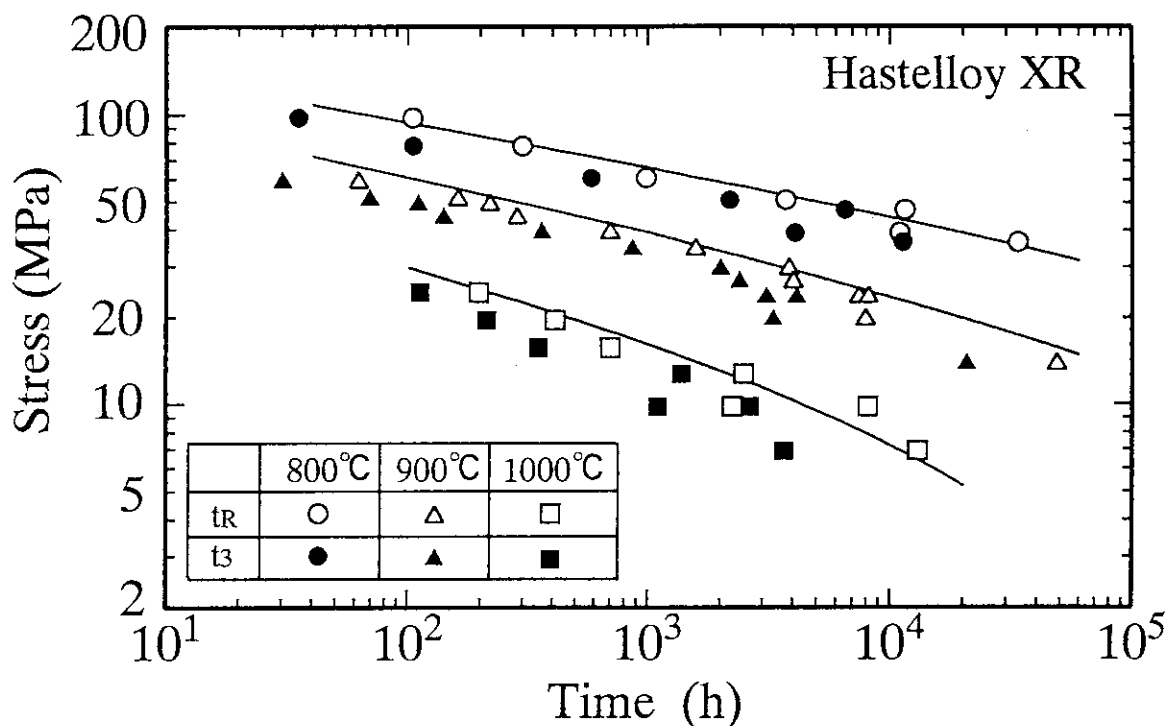 Hastelloy XR
200
100
50
20
10
5
2
Stress (MPa)
800℃ 900℃ 1000℃
tR
t3
10¹ 10² 10³ 10⁴ 10⁵
Time (h)